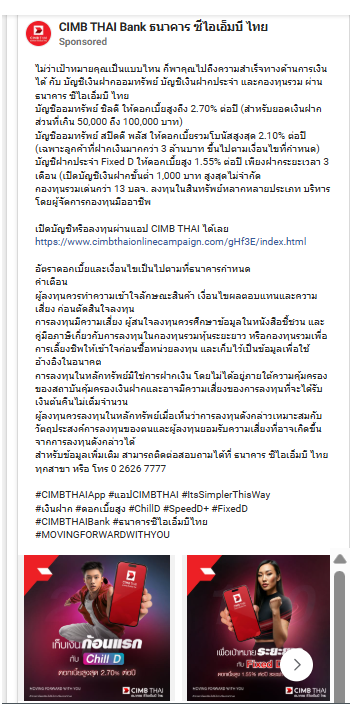 CIMB THAI Bank ธนาคาร ซีไอเอ็มบี ไทย
Sponsored
ไม่ว่าเป้าหมายคุณเป็นแบบไหน ก็พาคุณไปถึงความสำเร็จทางด้านการเงิน
ได้ กับ บัญชีเงินฝากออมทรัพย์ บัญชีเงินฝากประจำ และกองทุนรวม ผ่าน
ธนาคาร ซีไอเอ็มบี ไทย
บัญชีออมทรัพย์ ชิลดี ให้ดอกเบี้ยสูงถึง 2.70% ต่อปี (สำหรับยอดเงินฝาก
ส่วนที่เกิน 50,000 ถึง 100,000 บาท)
บัญชีออมทรัพย์ สปีดดี พลัส ให้ดอกเบี้ยรวมโบนัสสูงสุด 2.10% ต่อปี
(เฉพาะลูกค้าที่ฝากเงินมากกว่า 3 ล้านบาท ขึ้นไปตามเงื่อนไขที่กำหนด)
บัญชีฝากประจำ Fixed D ให้ดอกเบี้ยสูง 1.55% ต่อปี เพียงฝากระยะเวลา 3
เดือน (เปิดบัญชีเงินฝากขั้นต่ำ 1,000 บาท สูงสุดไม่จำกัด
กองทุนรวมเด่นกว่า 13 บลจ. ลงทุนในสินทรัพย์หลากหลายประเภท บริหาร
โดยผู้จัดการกองทุนมืออาชีพ
เปิดบัญชีหรือลงทุนผ่านแอป CIMB THAI ได้เลย
https://www.cimbthaionlinecampaign.com/gHf3E/index.html
อัตราดอกเบี้ยและเงื่อนไขเป็นไปตามที่ธนาคารกำหนด
คำเตือน
ผู้ลงทุนควรทำความเข้าใจลักษณะสินค้า เงื่อนไขผลตอบแทนและความ
เสี่ยง ก่อนตัดสินใจลงทุน
การลงทุนมีความเสี่ยง ผู้สนใจลงทุนควรศึกษาข้อมูลในหนังสือชี้ชวน และ
คู่มือภาษีเกี่ยวกับการลงทุนในกองทุนรวมหุ้นระยะยาว หรือกองทุนรวมเพื่อ
การเลี้ยงชีพให้เข้าใจก่อนซื้อหน่วยลงทุน และเก็บไว้เป็นข้อมูลเพื่อใช้
อ้างอิงในอนาคต
การลงทุนในหลักทรัพย์มิใช่การฝากเงิน โดยไม่ได้อยู่ภายใต้ความคุ้มครอง
ของสถาบันคุ้มครองเงินฝากและอาจมีความเสี่ยงของการลงทุนที่จะได้รับ
เงินต้นคืนไม่เต็มจำนวน
ผู้ลงทุนควรลงทุนในหลักทรัพย์เมื่อเห็นว่าการลงทุนดังกล่าวเหมาะสมกับ
วัตถุประสงค์การลงทุนของตนและผู้ลงทุนยอมรับความเสี่ยงที่อาจเกิดขึ้น
จากการลงทุนดังกล่าวได้
สำหรับข้อมูลเพิ่มเติม สามารถติดต่อสอบถามได้ที่ ธนาคาร ซีไอเอ็มบี ไทย
ทุกสาขา หรือ โทร 0 2626 7777
#CIMBTHAIApp #แอปCIMBTHAI #ItsSimplerThisWay
#เงินฝาก #ดอกเบี้ยสูง #ChillD #SpeedD+ #FixedD
#CIMBTHAIBank #ธนาคารซีไอเอ็มบีไทย
#MOVINGFORWARDWITHYOU
เก็บเงินก้อนแรก
กับ Chill D
ดอกเบี้ยสูงสุด 2.70% ต่อปี
MOVING FORWARD WITH YOU
CIMB THAI
เพื่อเป้าหมายระยะยาว
กับ Fixed D
ดอกเบี้ยสูง 1.55% ต่อปี
MOVING FORWARD WITH YOU
CIMB THAI